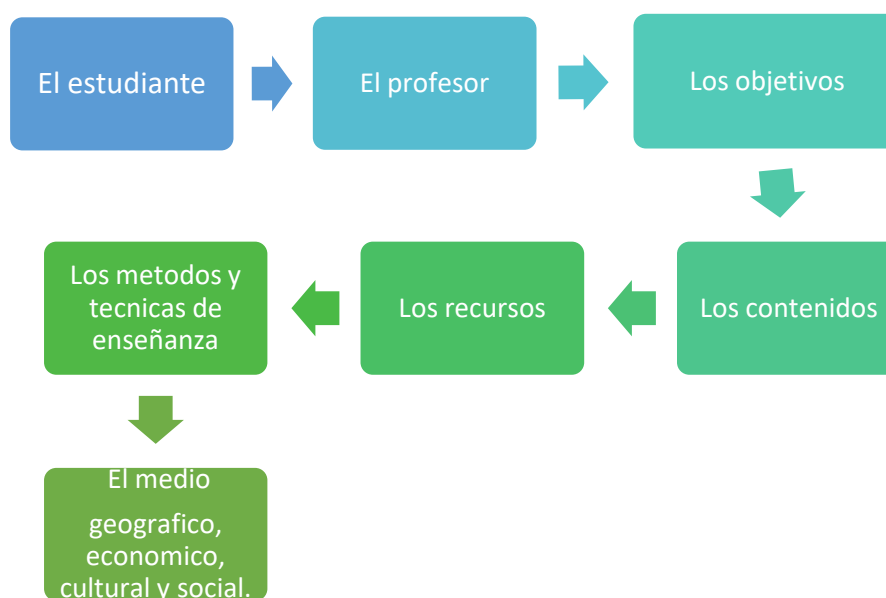 El estudiante
El profesor
Los objetivos
Los contenidos
Los recursos
Los metodos y
tecnicas de
enseñanza
El medio
geografico,
economico,
cultural y social.